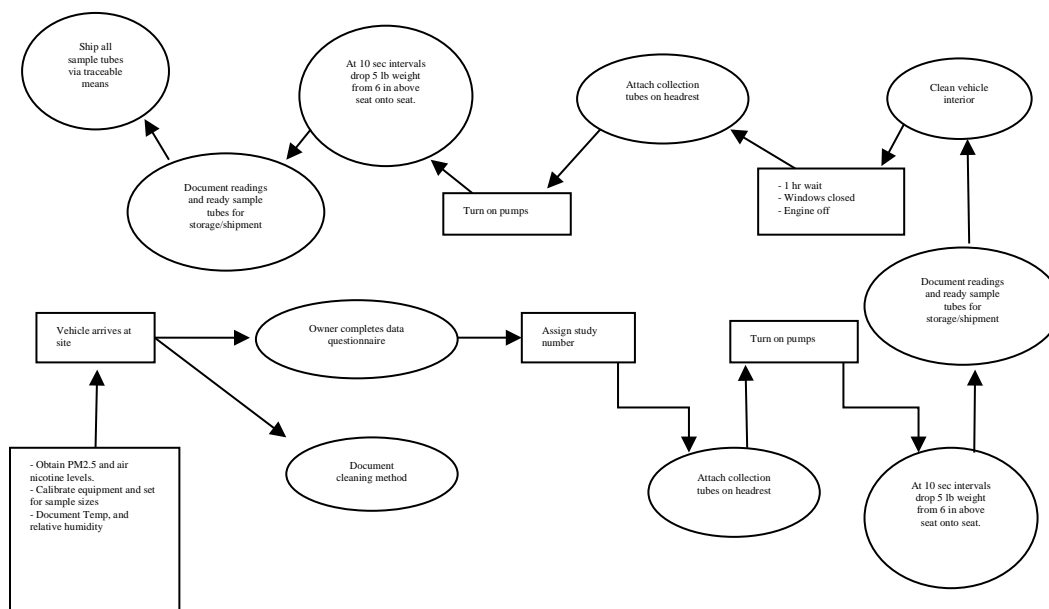 Ship all
sample tubes
via traceable
means
At 10 sec intervals
drop 5 lb weight
from 6 in above
seat onto seat.
Attach collection
tubes on headrest
Clean vehicle
interior
Document readings
and ready sample
tubes for
storage/shipment
Turn on pumps
- 1 hr wait
- Windows closed
- Engine off
Document readings
and ready sample
tubes for
storage/shipment
Vehicle arrives at
site
Owner completes data
questionnaire
Assign study
number
Turn on pumps
- Obtain PM2.5 and air
nicotine levels.
- Calibrate equipment and set
for sample sizes
- Document Temp, and
relative humidity
Document
cleaning method
Attach collection
tubes on headrest
At 10 sec intervals
drop 5 lb weight
from 6 in above
seat onto seat.